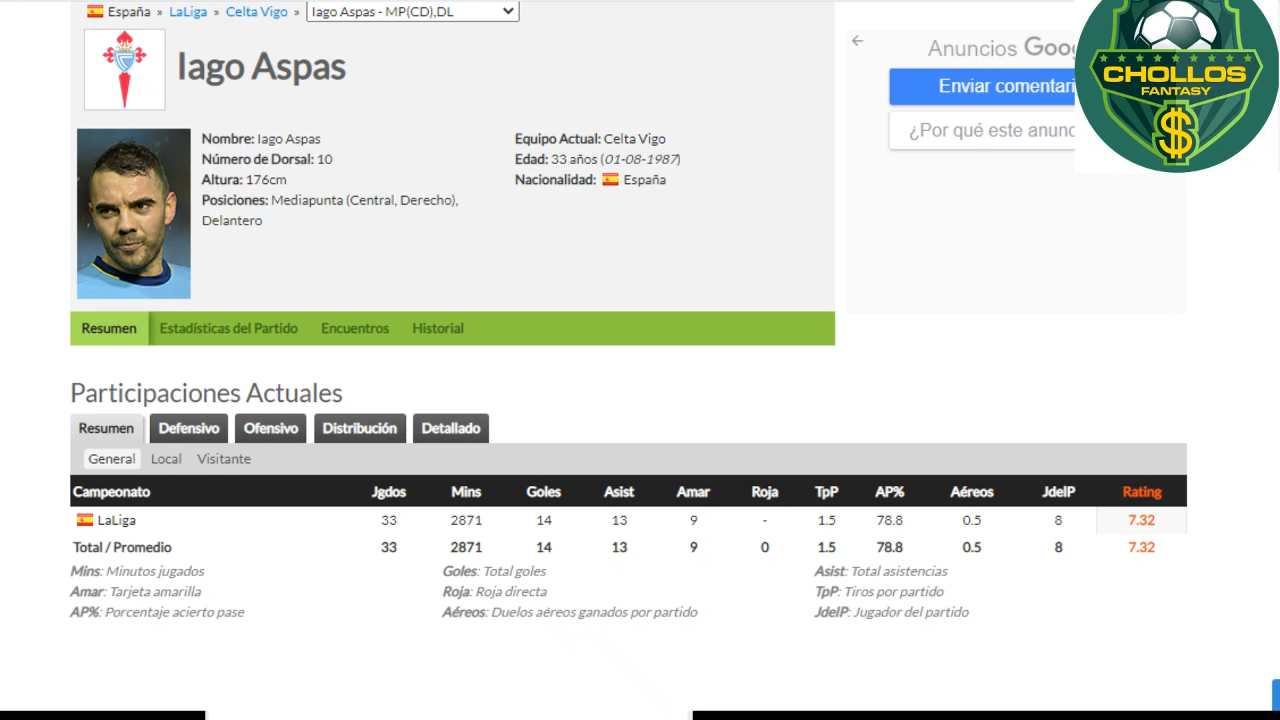 España » LaLiga » Celta Vigo » Iago Aspas - MP(CD),DL
Iago Aspas
Nombre: Iago Aspas
Número de Dorsal: 10
Altura: 176cm
Posiciones: Mediapunta (Central, Derecho),
Delantero
Equipo Actual: Celta Vigo
Edad: 33 años (01-08-1987)
Nacionalidad: España
Anuncios Goo
Enviar comentari
¿Por qué este anunc
CHOLLOS
FANTASY
$
Resumen Estadísticas del Partido Encuentros Historial
Participaciones Actuales
Resumen Defensivo Ofensivo Distribución Detallado
General Local Visitante
Campeonato Jgdos Mins Goles Asist Amar Roja TpP AP% Aéreos JdelP Rating
LaLiga 33 2871 14 13 9 - 1.5 78.8 0.5 8 7.32
Total / Promedio 33 2871 14 13 9 0 1.5 78.8 0.5 8 7.32
Mins: Minutos jugados Goles: Total goles Asist: Total asistencias
Amar: Tarjeta amarilla Roja: Roja directa TpP: Tiros por partido
AP%: Porcentaje acierto pase Aéreos: Duelos aéreos ganados por partido JdelP: Jugador del partido